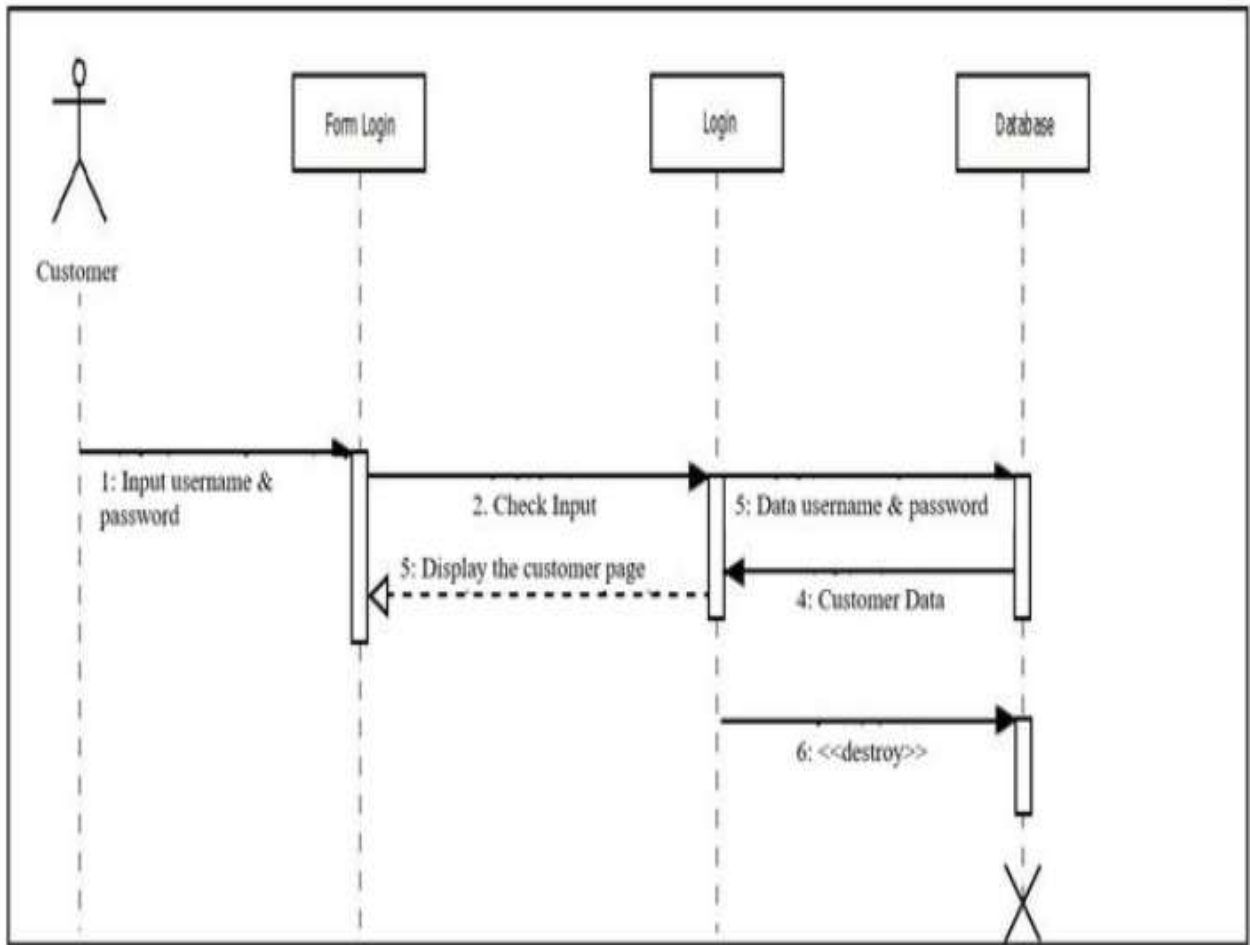 Form Login
Login
Database
Customer
1: Input username &
password
2. Check Input
5: Data username & password
5: Display the customer page
4: Customer Data
6: <<destroy>>